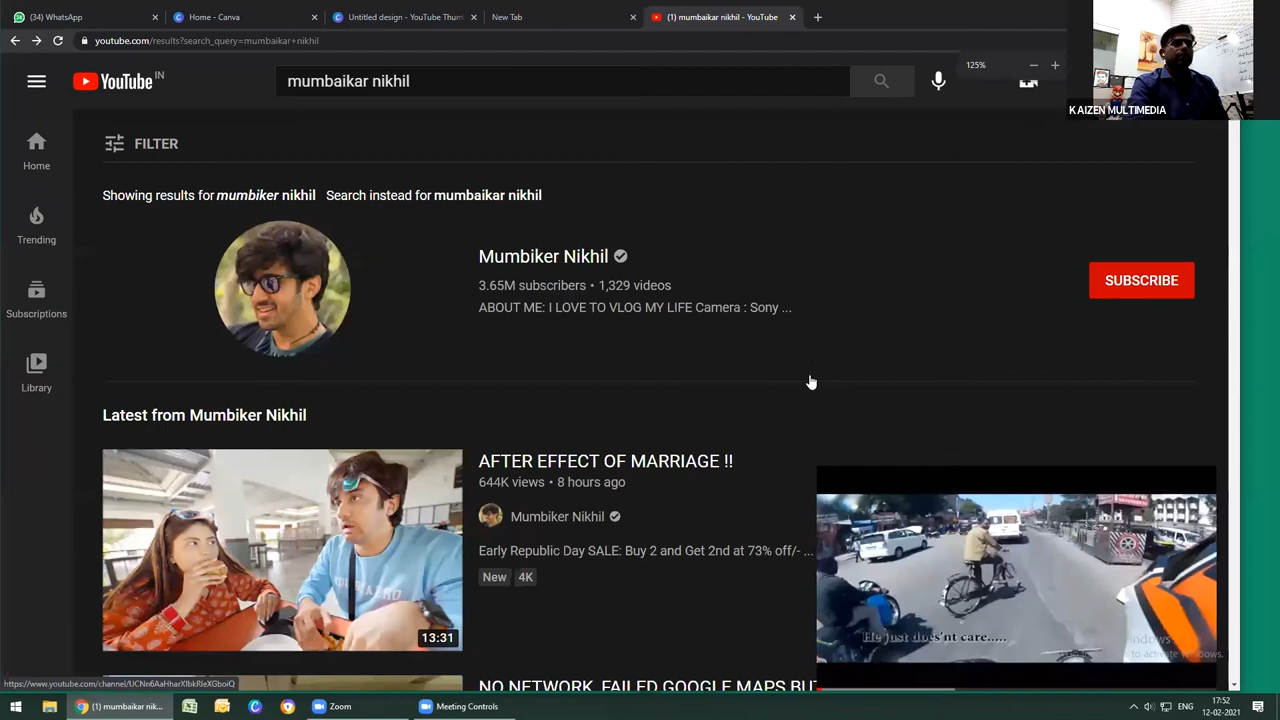 (34) WhatsApp
Home - Canva
Untitled design - YouTube Thum
(1) mumbaikar nikhil - YouTube
youtube.com/results?search_query=mumbaikar+nikhil
125%
YouTube IN
mumbaikar nikhil
KAIZEN MULTIMEDIA
FILTER
Home
Trending
Subscriptions
Library
Showing results for mumbiker nikhil Search instead for mumbaikar nikhil
Mumbiker Nikhil
3.65M subscribers • 1,329 videos
ABOUT ME: I LOVE TO VLOG MY LIFE Camera : Sony ...
SUBSCRIBE
Latest from Mumbiker Nikhil
AFTER EFFECT OF MARRIAGE !!
644K views • 8 hours ago
Mumbiker Nikhil
Early Republic Day SALE: Buy 2 and Get 2nd at 73% off/- ...
New 4K
13:31
He just does'nt care.....
to activate Windows.
https://www.youtube.com/channel/
(1) mumbaikar nik...
Zoom
Meeting Controls
ENG
17:52
12-02-2021